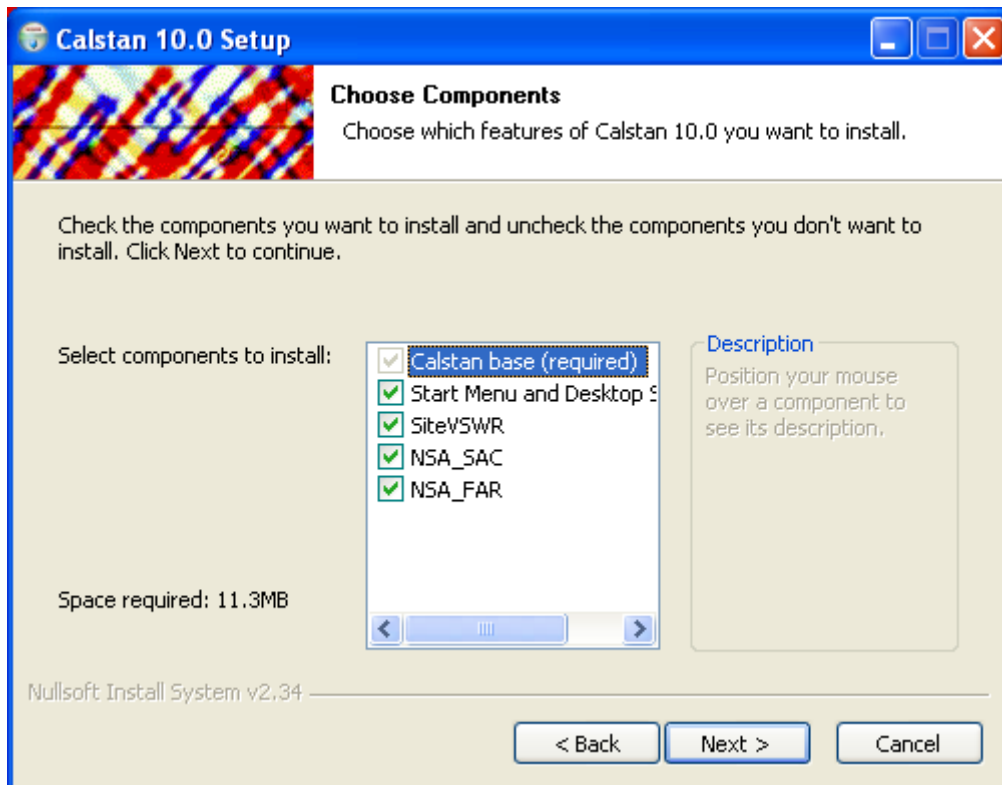 Calstan 10.0 Setup
Choose Components
Choose which features of Calstan 10.0 you want to install.
Check the components you want to install and uncheck the components you don't want to
install. Click Next to continue.
Select components to install:
Calstan base (required)
Start Menu and Desktop S
SiteVSWR
NSA_SAC
NSA_FAR
Description
Position your mouse
over a component to
see its description.
Space required: 11.3MB
Nullsoft Install System v2.34
< Back
Next >
Cancel